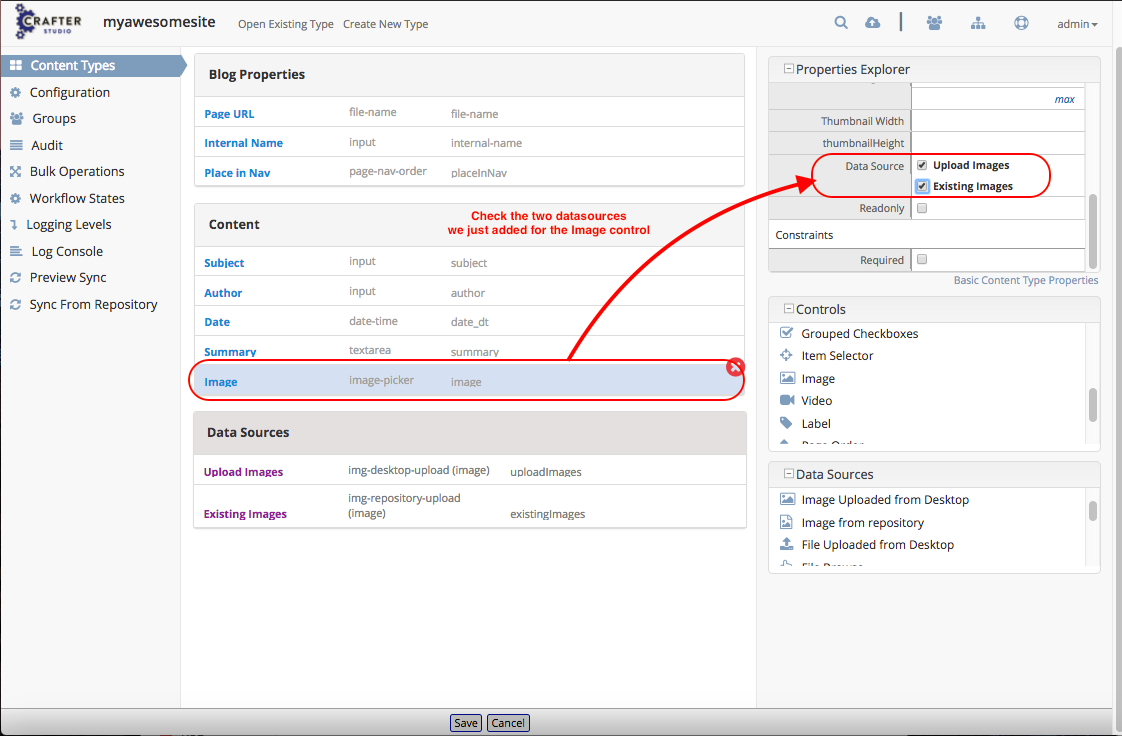 CRAFTER
STUDIO
myawesomesite
Open Existing Type Create New Type
admin
Content Types
Configuration
Groups
Audit
Bulk Operations
Workflow States
Logging Levels
Log Console
Preview Sync
Sync From Repository
Blog Properties
Page URL file-name file-name
Internal Name input internal-name
Place in Nav page-nav-order placeInNav
Content
Check the two datasources
we just added for the Image control
Subject input subject
Author input author
Date date-time date_dt
Summary textarea summary
Image image-picker image
Data Sources
Upload Images img-desktop-upload (image) uploadImages
img-repository-upload
Existing Images (image) existingImages
Properties Explorer
max
Thumbnail Width
thumbnailHeight
Data Source Upload Images
Existing Images
Readonly
Constraints
Required
Basic Content Type Properties
Controls
Grouped Checkboxes
Item Selector
Image
Video
Label
Page Order
Data Sources
Image Uploaded from Desktop
Image from repository
File Uploaded from Desktop
File Browse
Save Cancel